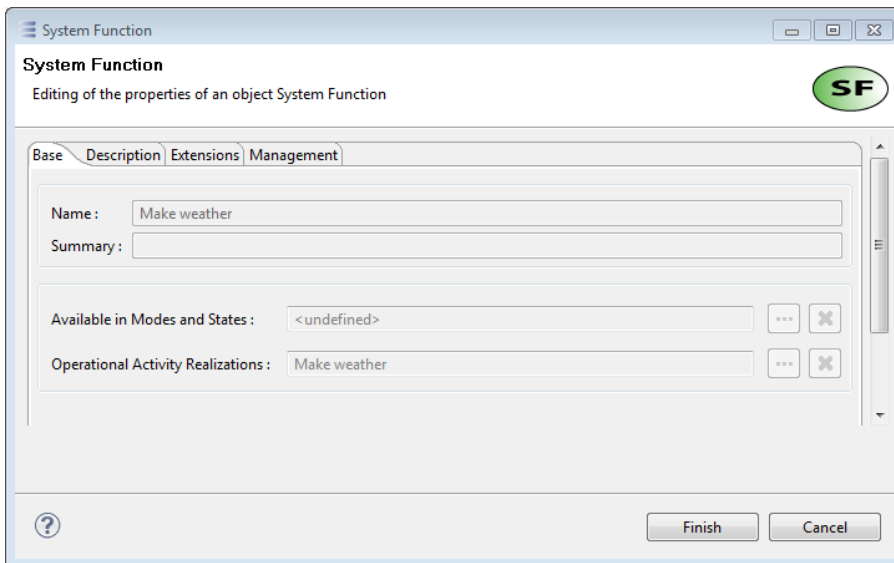 System Function
System Function
Editing of the properties of an object System Function
SF
Base Description Extensions Management
Name : Make weather
Summary :
Available in Modes and States : <undefined> ...
Operational Activity Realizations : Make weather ...
? Finish Cancel